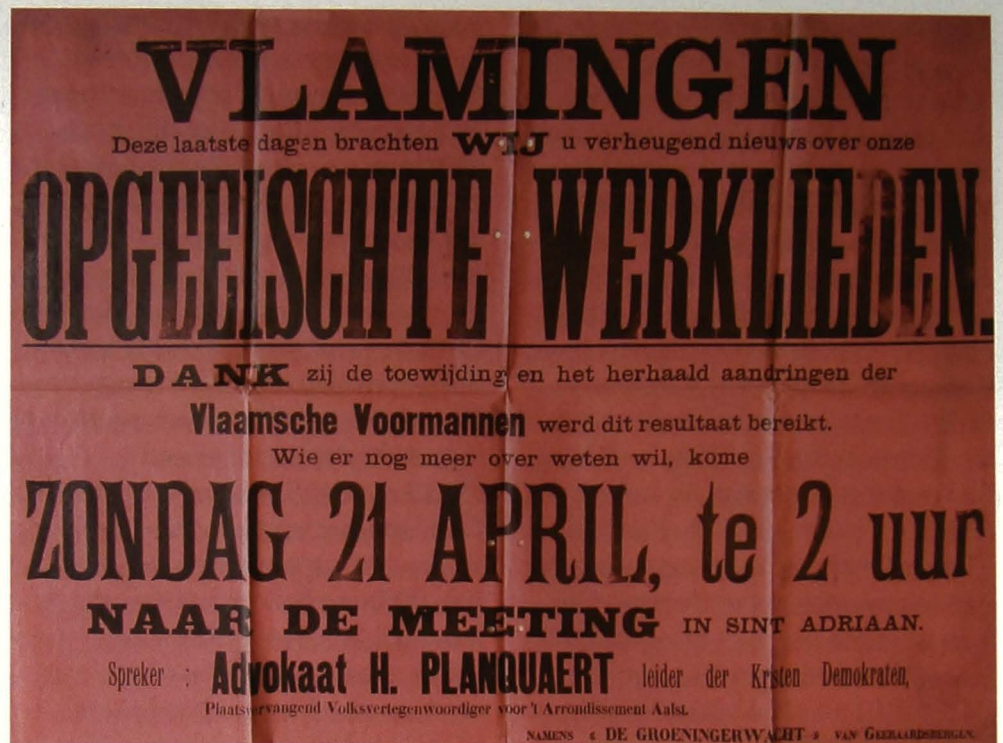 VLAMINGEN
Deze laatste dagen brachten WIJ u verheugend nieuws over onze
OPGEEISCHTE WERKLIEDEN.
DANK zij de toewijding en het herhaald aandringen der
Vlaamsche Voormannen werd dit resultaat bereikt.
Wie er nog meer over weten wil, kome
ZONDAG 21 APRIL, te 2 uur
NAAR DE MEETING IN SINT ADRIAAN.
Spreker : Advokaat H. PLANQUAERT leider der Kristen Demokraten,
Plaatsvervangend Volksvertegenwoordiger voor 't Arrondissement Aalst.
NAMENS « DE GROENINGERWACHT » VAN GEERAARDSBERGEN.